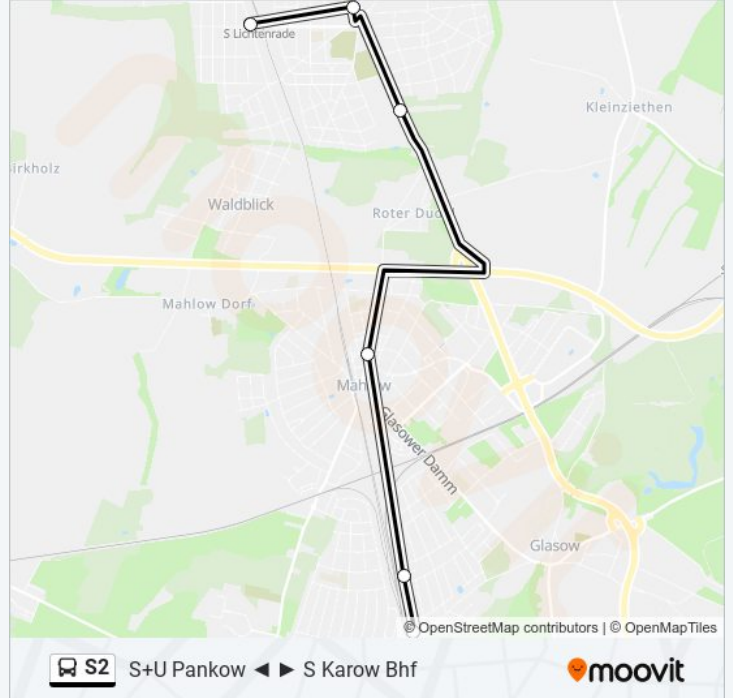 S Lichtenrade
Kleinziethen
irkholz
Waldblick
Roter Dud
Mahlow Dorf
Mahlow
Glasower Damm
Glasow
© OpenStreetMap contributors | © OpenMapTiles
S2 S+U Pankow ◄ ► S Karow Bhf
moovit